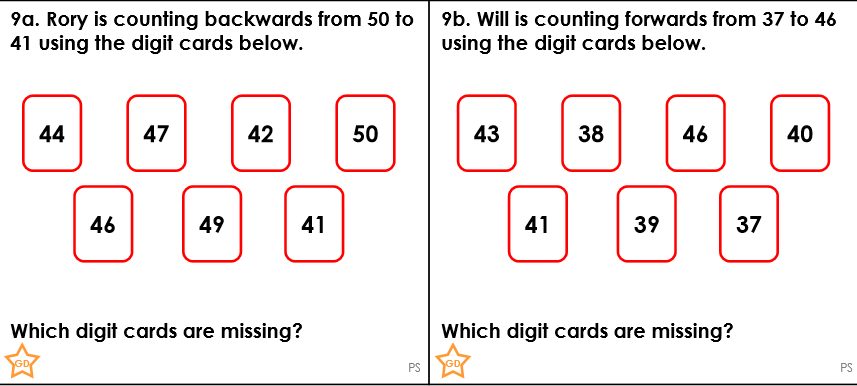 9a. Rory is counting backwards from 50 to
41 using the digit cards below.
44 47 42 50
46 49 41
Which digit cards are missing?
GD
PS
9b. Will is counting forwards from 37 to 46
using the digit cards below.
43 38 46 40
41 39 37
Which digit cards are missing?
GD
PS